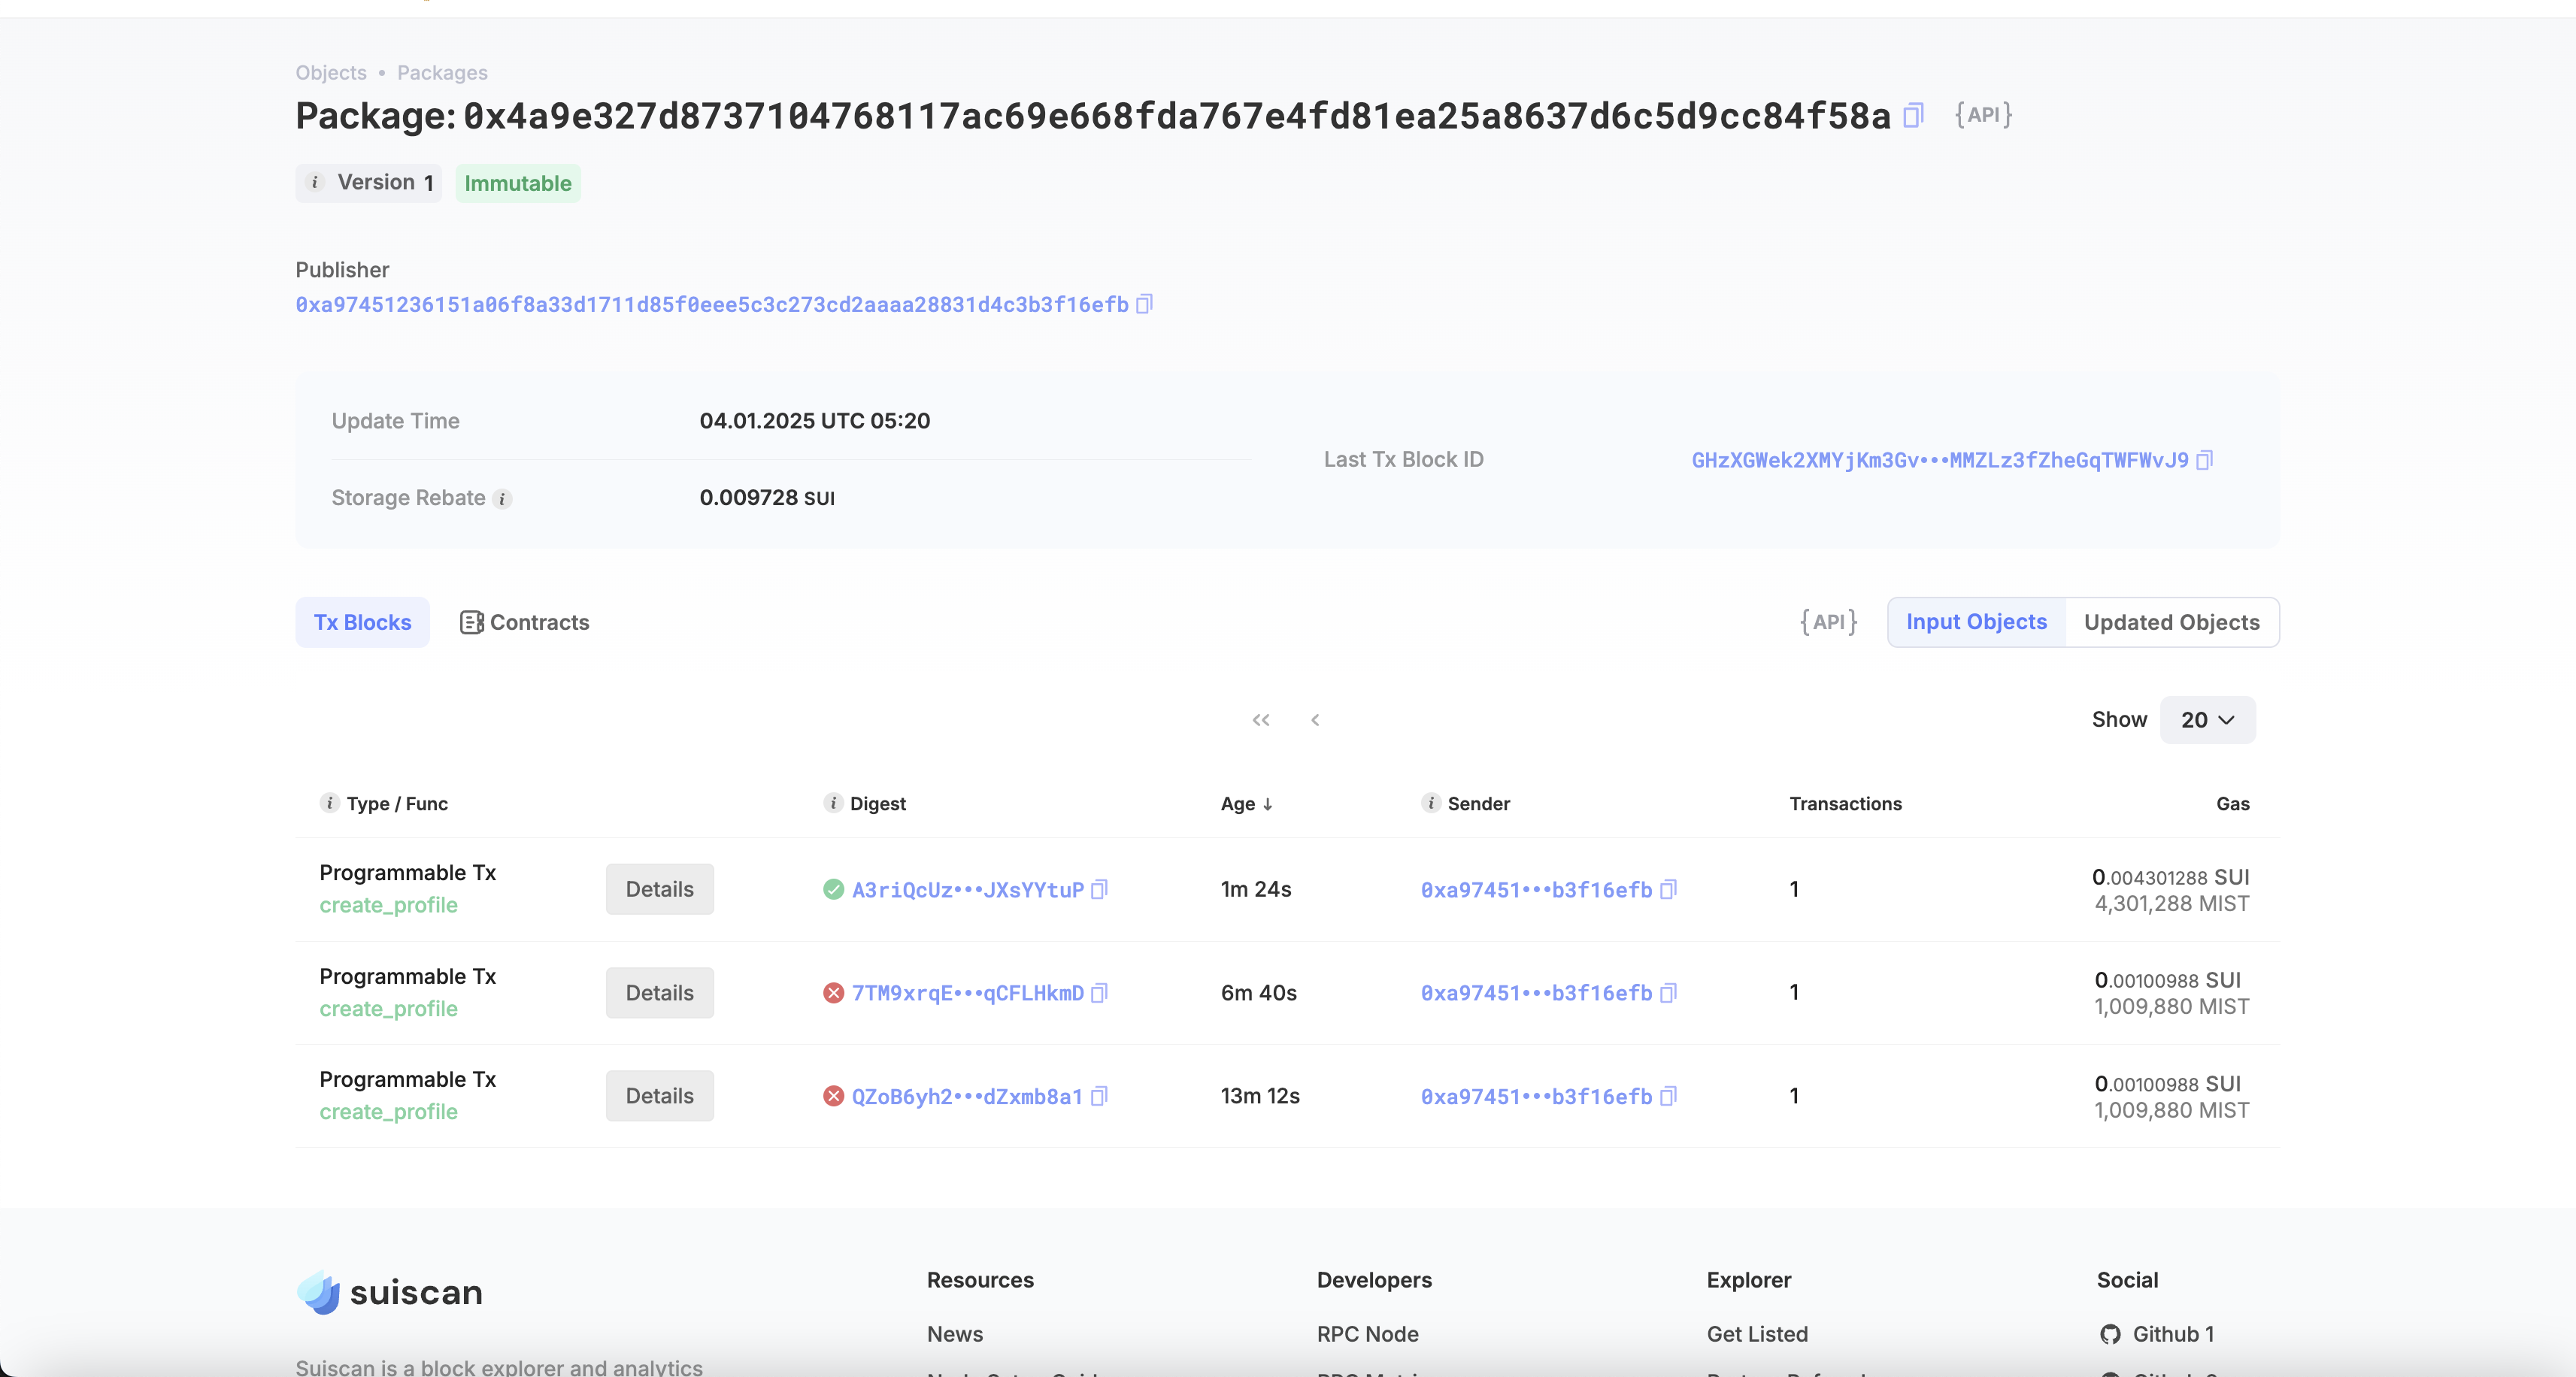 Objects • Packages
Package: 0x4a9e327d8737104768117ac69e668fda767e4fd81ea25a8637d6c5d9cc84f58a {API}
i Version 1 Immutable
Publisher
0xa97451236151a06f8a33d1711d85f0eee5c3c273cd2aaaa28831d4c3b3f16efb
Update Time 04.01.2025 UTC 05:20
Last Tx Block ID GHzXGWek2XMYjKm3Gv•••MMZLz3fZheGqTWFWvJ9
Storage Rebate i 0.009728 SUI
Tx Blocks Contracts {API} Input Objects Updated Objects
Show 20
i Type / Func i Digest Age ↓ i Sender Transactions Gas
Programmable Tx
create_profile
Details A3riQcUz•••JXsYYtuP 1m 24s 0xa97451•••b3f16efb 1
0.004301288 SUI
4,301,288 MIST
Programmable Tx
create_profile
Details 7TM9xrqE•••qCFLHkmD 6m 40s 0xa97451•••b3f16efb 1
0.00100988 SUI
1,009,880 MIST
Programmable Tx
create_profile
Details QZoB6yh2•••dZxmb8a1 13m 12s 0xa97451•••b3f16efb 1
0.00100988 SUI
1,009,880 MIST
suiscan
Suiscan is a block explorer and analytics
Resources
News
Developers
RPC Node
Explorer
Get Listed
Social
Github 1